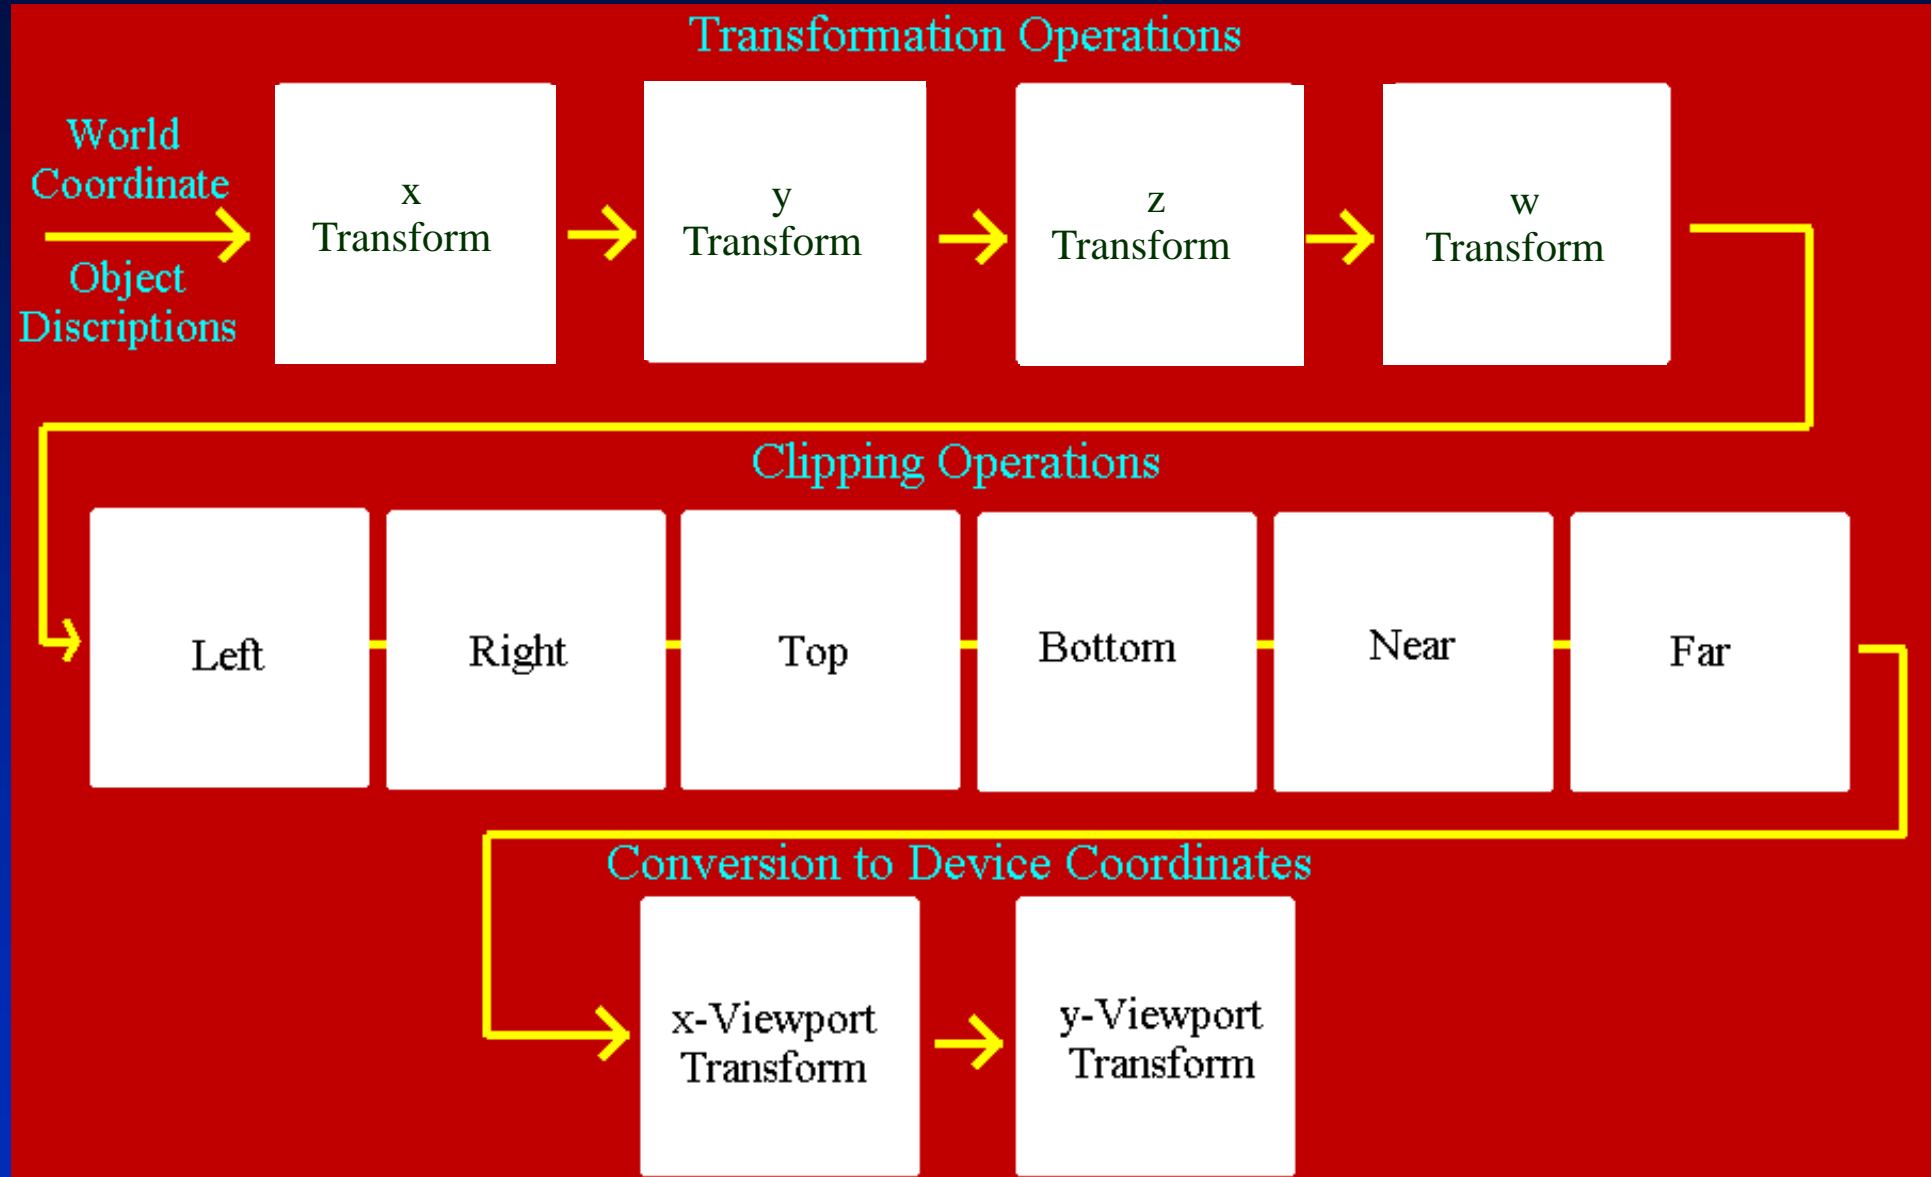 Transformation Operations
World
Coordinate
Object
Discriptions
x
Transform
y
Transform
z
Transform
w
Transform
Clipping Operations
Left
Right
Top
Bottom
Near
Far
Conversion to Device Coordinates
x-Viewport
Transform
y-Viewport
Transform